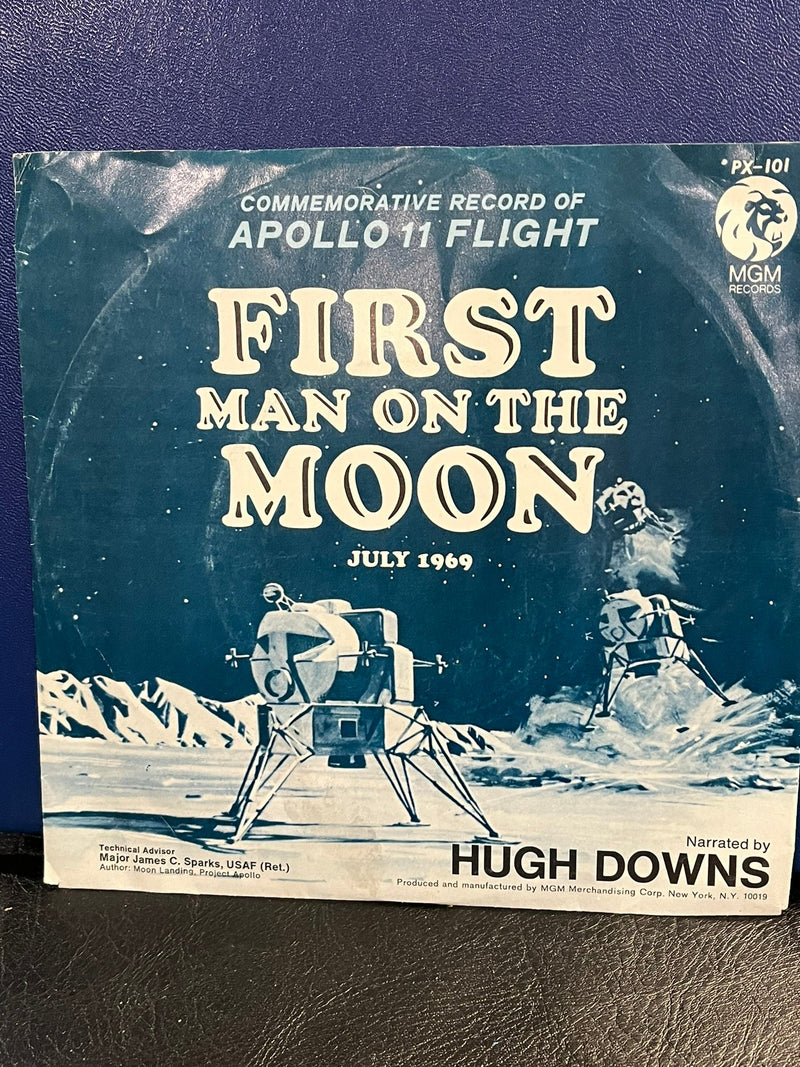 PX-101
MGM
RECORDS
COMMEMORATIVE RECORD OF
APOLLO 11 FLIGHT
FIRST
MAN ON THE
MOON
JULY 1969
Technical Advisor
Major James C. Sparks, USAF (Ret.)
Author: Moon Landing, Project Apollo
Narrated by
HUGH DOWNS
Produced and manufactured by MGM Merchandising Corp. New York, N.Y. 10019